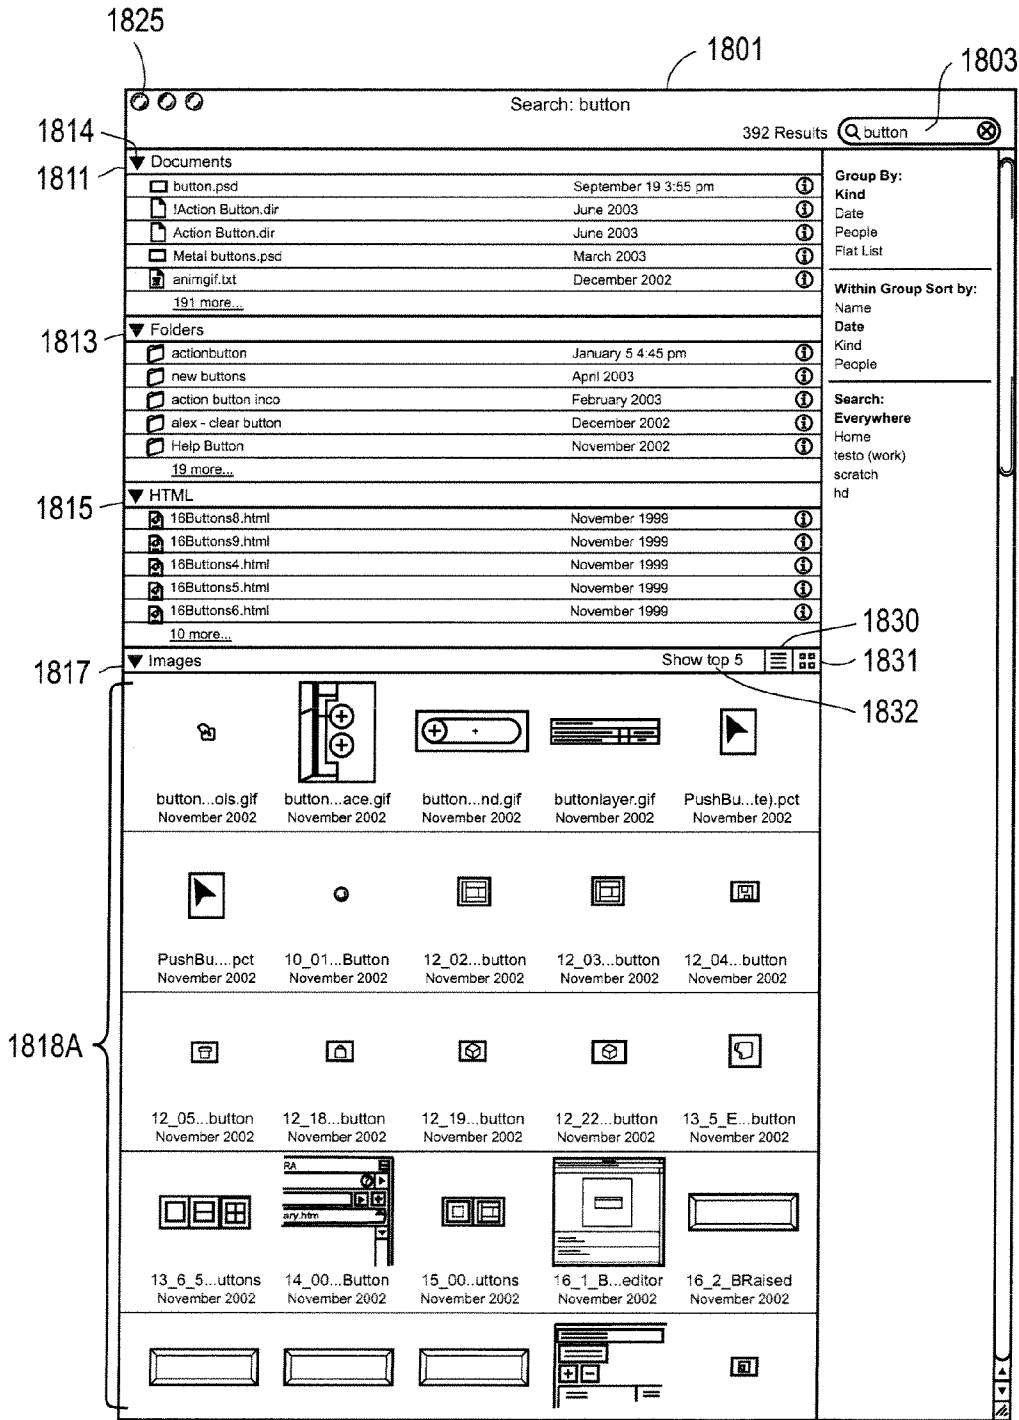 1825
1801
1803
Search: button
392 Results
button
1814
1811
Documents
button.psd September 19 3:55 pm
!Action Button.dir June 2003
Action Button.dir June 2003
Metal buttons.psd March 2003
animgif.txt December 2002
191 more...
Group By:
Kind
Date
People
Flat List
Within Group Sort by:
Name
Date
Kind
People
Search:
Everywhere
Home
testo (work)
scratch
hd
1813
Folders
actionbutton January 5 4:45 pm
new buttons April 2003
action button inco February 2003
alex - clear button December 2002
Help Button November 2002
19 more...
1815
HTML
16Buttons8.html November 1999
16Buttons9.html November 1999
16Buttons4.html November 1999
16Buttons5.html November 1999
16Buttons6.html November 1999
10 more...
1830
1831
1832
1817
Images Show top 5
button...ols.gif button...ace.gif button...nd.gif buttonlayer.gif PushBu...te).pct
November 2002 November 2002 November 2002 November 2002 November 2002
PushBu....pct 10_01...Button 12_02...button 12_03...button 12_04...button
November 2002 November 2002 November 2002 November 2002 November 2002
1818A
12_05...button 12_18...button 12_19...button 12_22...button 13_5_E...button
November 2002 November 2002 November 2002 November 2002 November 2002
RA
ary.htm
13_6_5...uttons 14_00...Button 15_00...uttons 16_1_B...editor 16_2_BRaised
November 2002 November 2002 November 2002 November 2002 November 2002